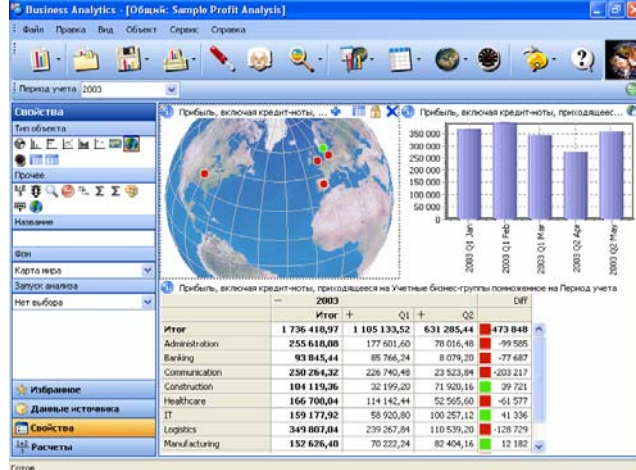 Business Analytics - [Общий: Sample Profit Analysis]
Файл Правка Вид Объект Сервис Справка
Период учета 2003
Свойства
Тип объекта
Прочее
Название
Фон
Карта мира
Запуск анализа
Нет выбора
Избранное
Данные источника
Свойства
Расчеты
Прибыль, включая кредит-ноты, ...
Прибыль, включая кредит-ноты, приходящеес...
350 000
300 000
250 000
200 000
150 000
100 000
50 000
2003 Q1 Jan
2003 Q1 Feb
2003 Q1 Mar
2003 Q2 Apr
2003 Q2 May
Прибыль, включая кредит-ноты, приходящееся на Учетные бизнес-группы помноженное на Период учета
− 2003 Diff
Итог + Q1 + Q2
Итог 1 736 418,97 1 105 133,52 631 285,44 -473 848
Administration 255 618,08 177 601,60 78 016,48 -99 585
Banking 93 845,44 85 766,24 8 079,20 -77 687
Communication 250 264,32 226 740,48 23 523,84 -203 217
Construction 104 119,36 32 199,20 71 920,16 39 721
Healthcare 166 708,04 114 142,44 52 565,60 -61 577
IT 159 177,92 58 920,80 100 257,12 41 336
Logistics 349 807,04 239 267,84 110 539,20 -128 729
Manufacturing 152 626,40 70 222,24 82 404,16 12 182
Готов